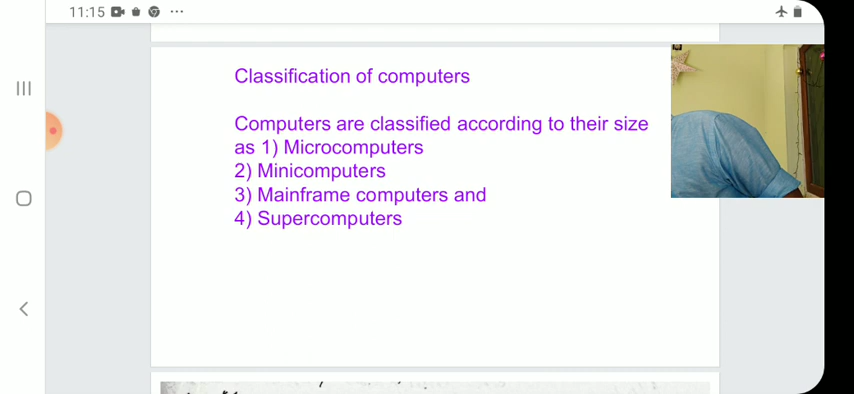 11:15
Classification of computers
Computers are classified according to their size
as 1) Microcomputers
2) Minicomputers
3) Mainframe computers and
4) Supercomputers